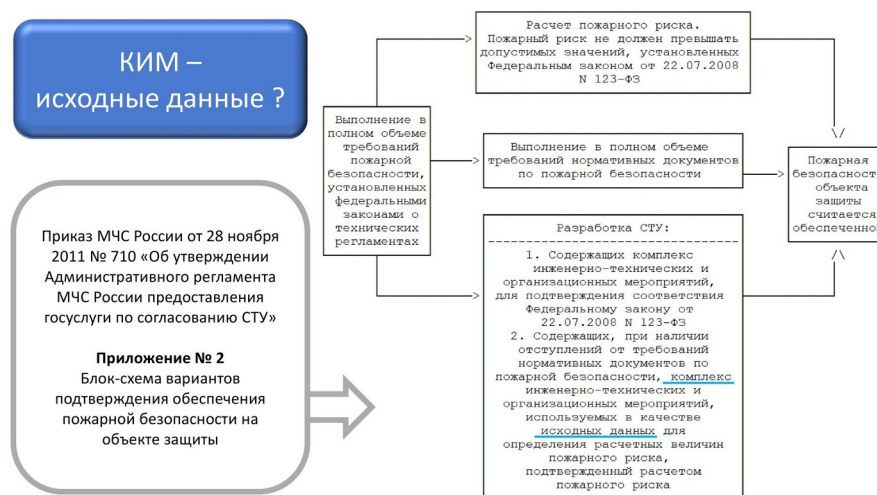 КИМ –
исходные данные ?
Приказ МЧС России от 28 ноября
2011 № 710 «Об утверждении
Административного регламента
МЧС России предоставления
госуслуги по согласованию СТУ»
Приложение № 2
Блок-схема вариантов
подтверждения обеспечения
пожарной безопасности на
объекте защиты
Выполнение в
полном объеме
требований
пожарной
безопасности,
установленных
федеральными
законами о
технических
регламентах
Расчет пожарного риска.
Пожарный риск не должен превышать
допустимых значений, установленных
Федеральным законом от 22.07.2008
N 123-ФЗ
Выполнение в полном объеме
требований нормативных документов
по пожарной безопасности
Разработка СТУ:
1. Содержащих комплекс
инженерно-технических и
организационных мероприятий,
для подтверждения соответствия
Федеральному закону от
22.07.2008 N 123-ФЗ
2. Содержащих, при наличии
отступлений от требований
нормативных документов по
пожарной безопасности, комплекс
инженерно-технических и
организационных мероприятий,
используемых в качестве
исходных данных для
определения расчетных величин
пожарного риска,
подтвержденный расчетом
пожарного риска
Пожарная
безопасность
объекта
защиты
считается
обеспеченной